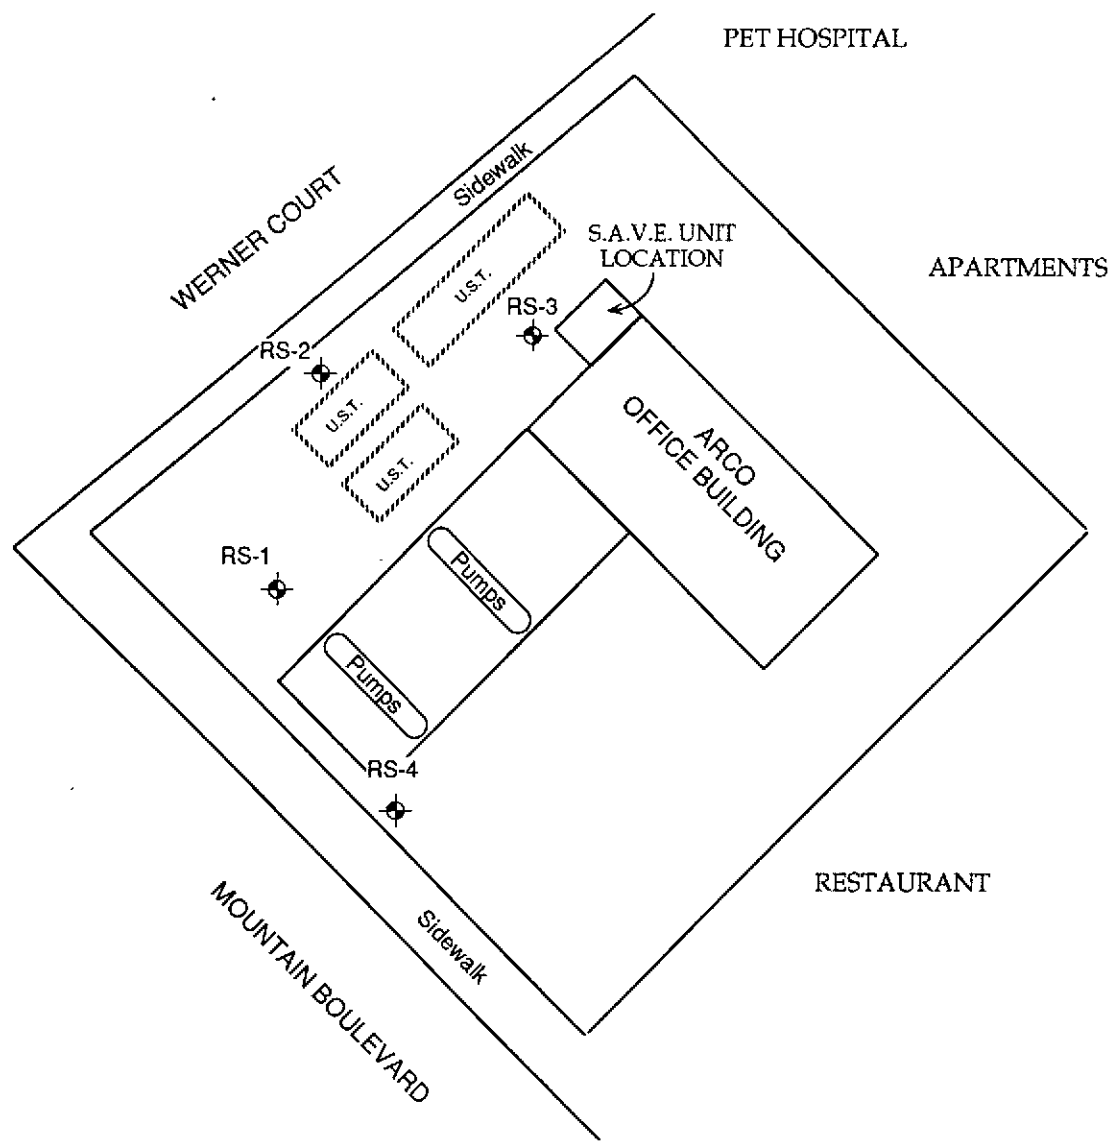 PET HOSPITAL
Sidewalk
WERNER COURT
S.A.V.E. UNIT
LOCATION
APARTMENTS
U.S.T.
RS-3
RS-2
U.S.T.
U.S.T.
ARCO
OFFICE BUILDING
RS-1
Pumps
Pumps
RS-4
RESTAURANT
Sidewalk
MOUNTAIN BOULEVARD